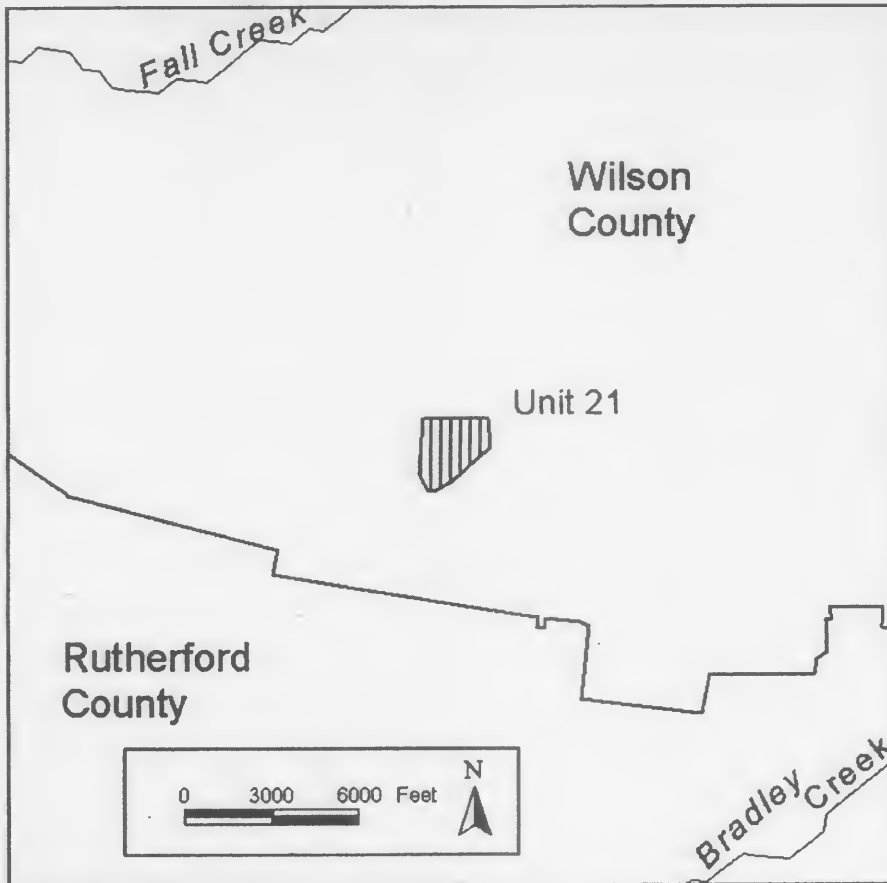 Fall Creek
Wilson
County
Unit 21
Rutherford
County
N
0 3000 6000 Feet
Bradley Creek